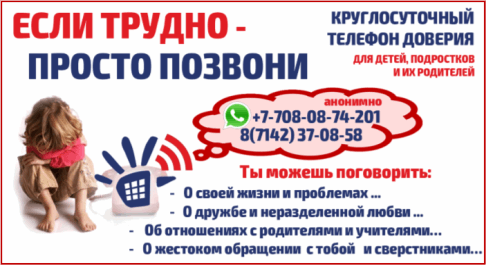 ЕСЛИ ТРУДНО -
ПРОСТО ПОЗВОНИ
КРУГЛОСУТОЧНЫЙ
ТЕЛЕФОН ДОВЕРИЯ
ДЛЯ ДЕТЕЙ, ПОДРОСТКОВ
И ИХ РОДИТЕЛЕЙ
анонимно
+7-708-08-74-201
8(7142) 37-08-58
Ты можешь поговорить:
- О своей жизни и проблемах ...
- О дружбе и неразделенной любви ...
- Об отношениях с родителями и учителями...
- О жестоком обращении с тобой и сверстниками...